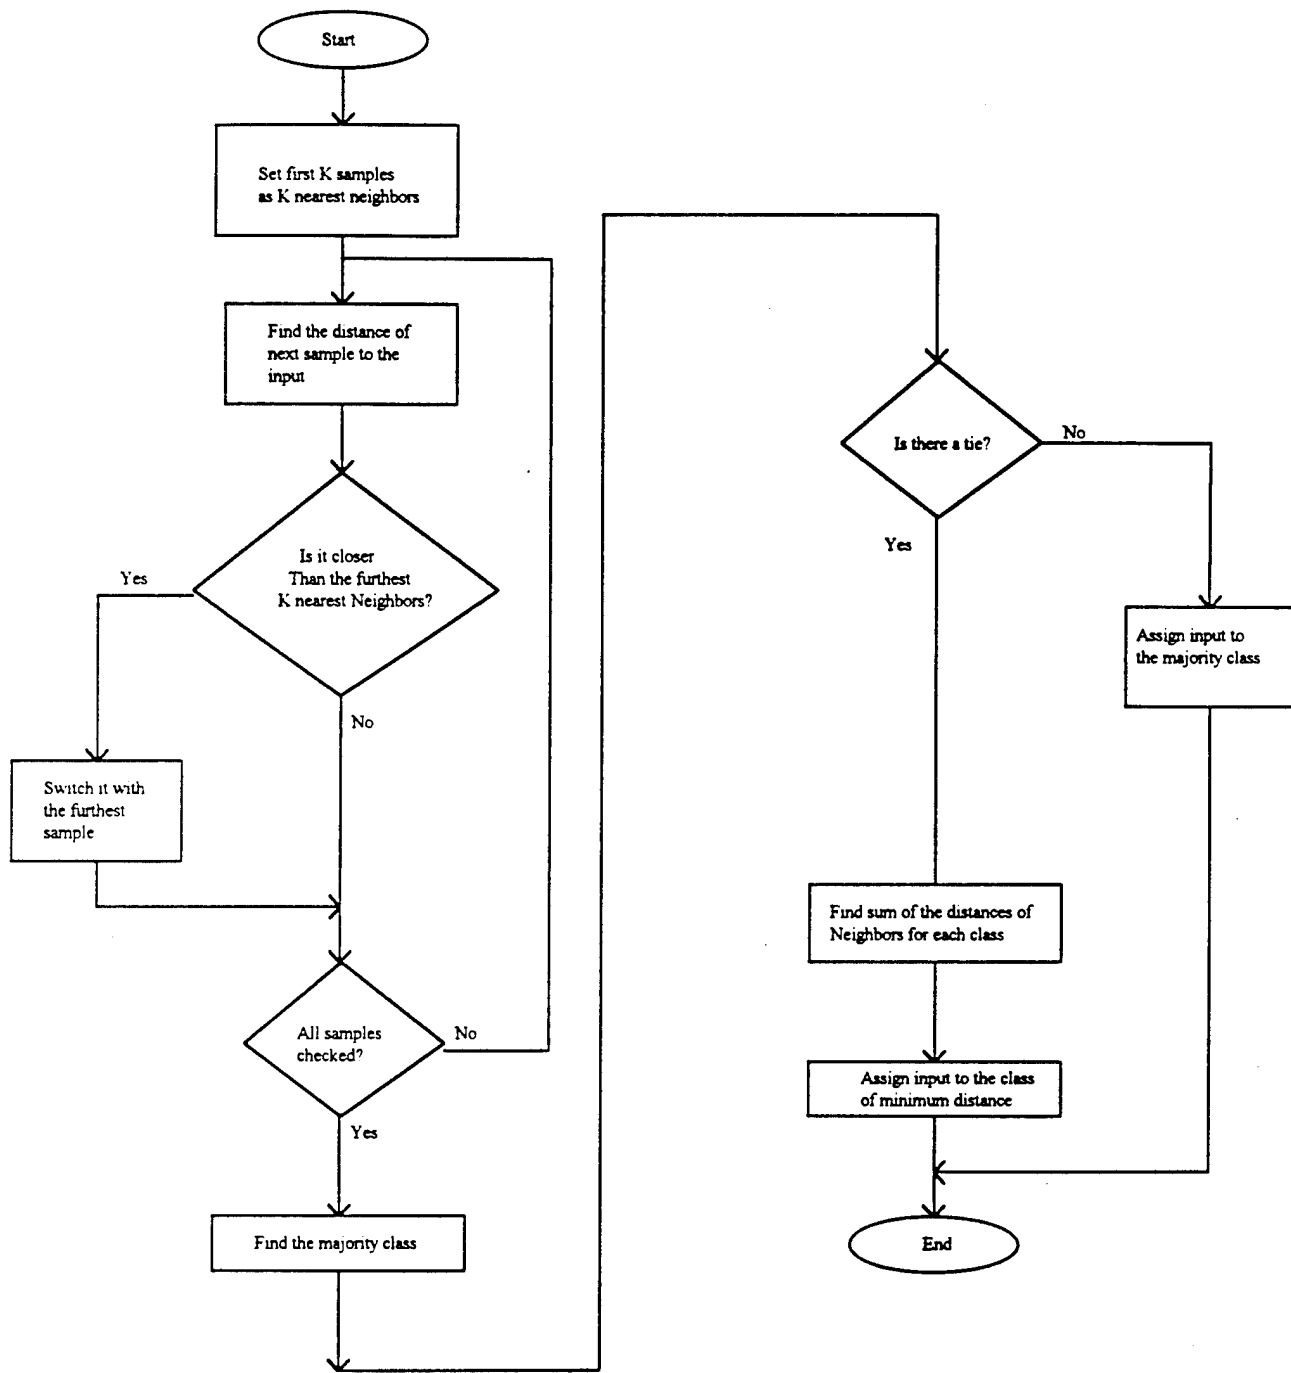 Start
Set first K samples
as K nearest neighbors
Find the distance of
next sample to the
input
Is it closer
Than the furthest
K nearest Neighbors?
Yes
No
Switch it with
the furthest
sample
All samples
checked?
No
Yes
Find the majority class
Is there a tie?
No
Yes
Assign input to
the majority class
Find sum of the distances of
Neighbors for each class
Assign input to the class
of minimum distance
End